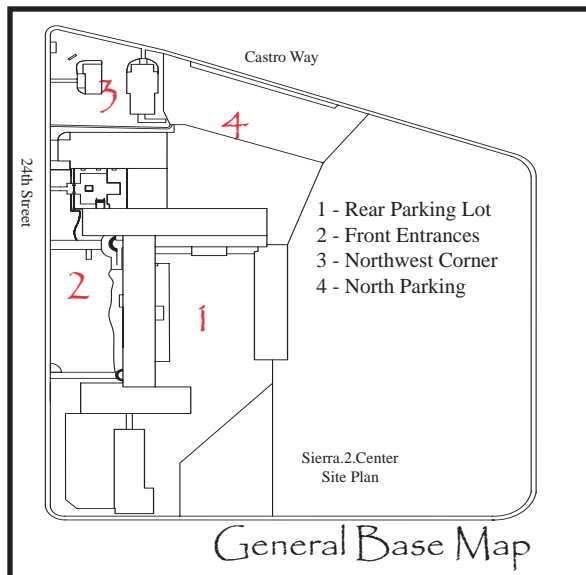 Castro Way
3
4
24th Street
1 - Rear Parking Lot
2 - Front Entrances
3 - Northwest Corner
4 - North Parking
2
1
Sierra.2.Center
Site Plan
General Base Map